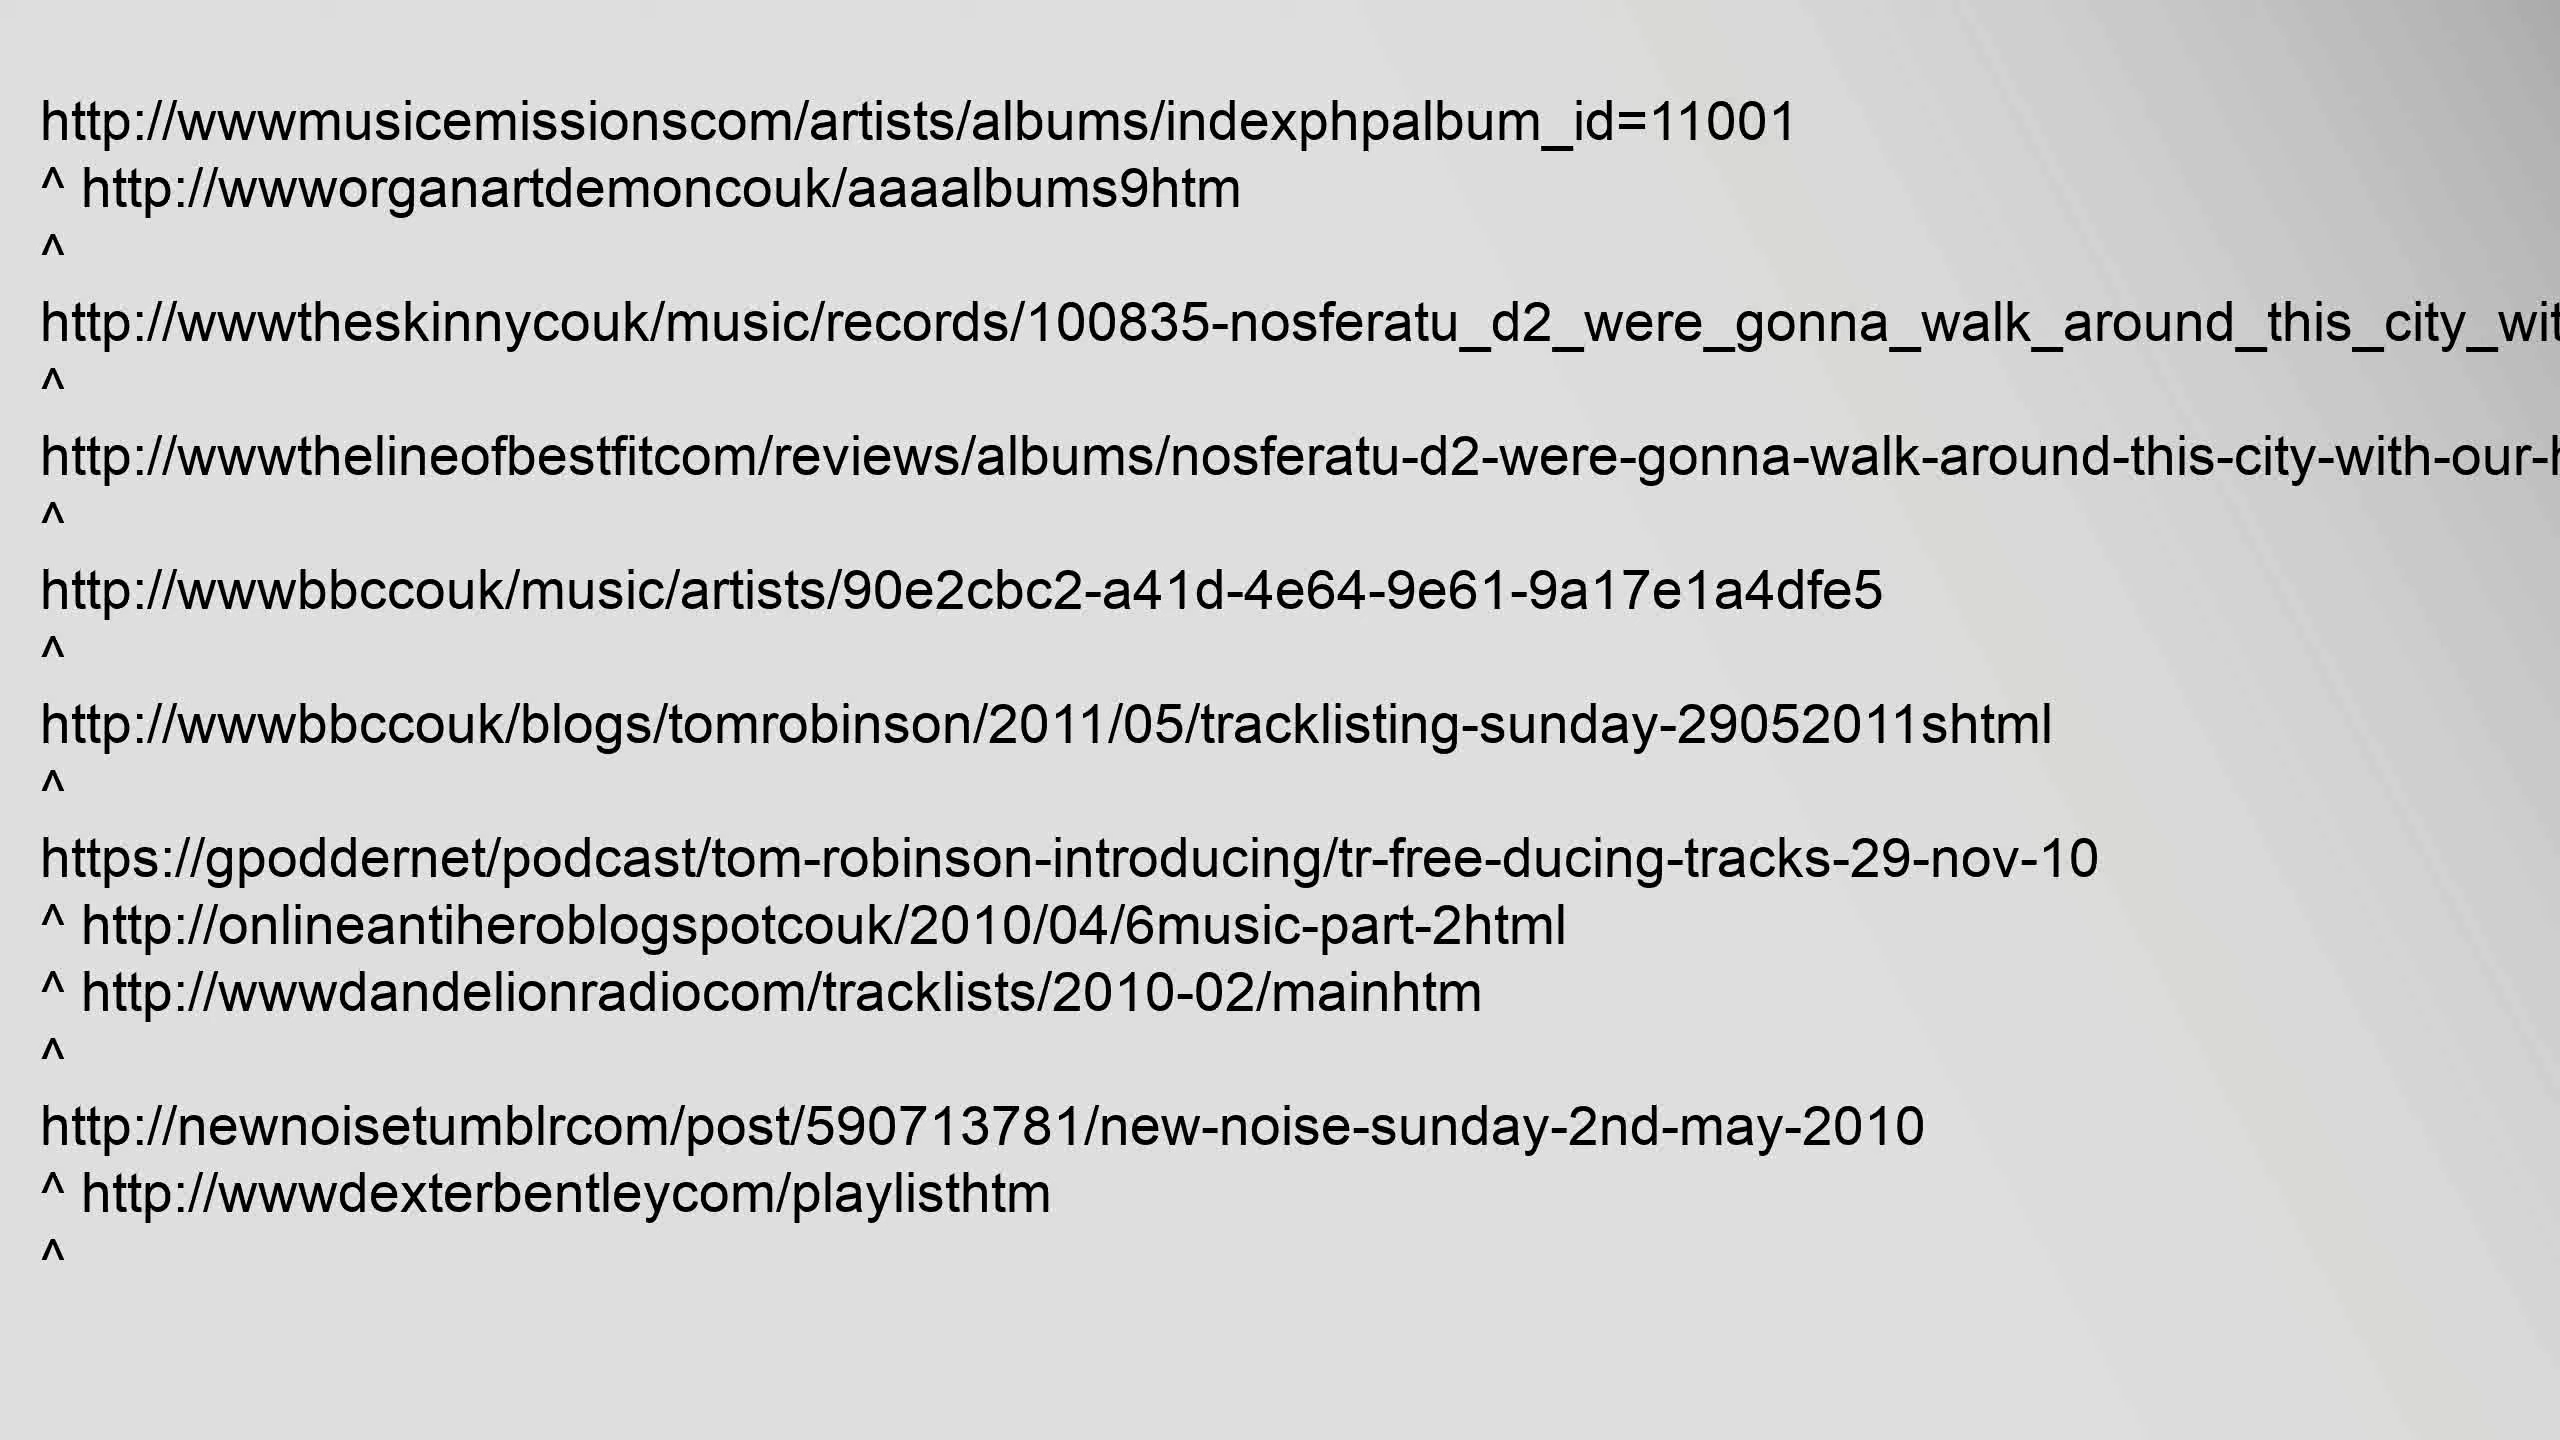 http://wwwmusicemissionscom/artists/albums/indexphpalbum_id=11001
^ http://wwworganartdemoncouk/aaaalbums9htm
^
http://wwwtheskinnycouk/music/records/100835-nosferatu_d2_were_gonna_walk_around_this_city_wit
^
http://wwwthelineofbestfitcom/reviews/albums/nosferatu-d2-were-gonna-walk-around-this-city-with-our-h
^
http://wwwbbccouk/music/artists/90e2cbc2-a41d-4e64-9e61-9a17e1a4dfe5
^
http://wwwbbccouk/blogs/tomrobinson/2011/05/tracklisting-sunday-29052011shtml
^
https://gpoddernet/podcast/tom-robinson-introducing/tr-free-ducing-tracks-29-nov-10
^ http://onlineantiheroblogspotcouk/2010/04/6music-part-2html
^ http://wwwdandelionradiocom/tracklists/2010-02/mainhtm
^
http://newnoisetumblrcom/post/590713781/new-noise-sunday-2nd-may-2010
^ http://wwwdexterbentleycom/playlisthtm
^